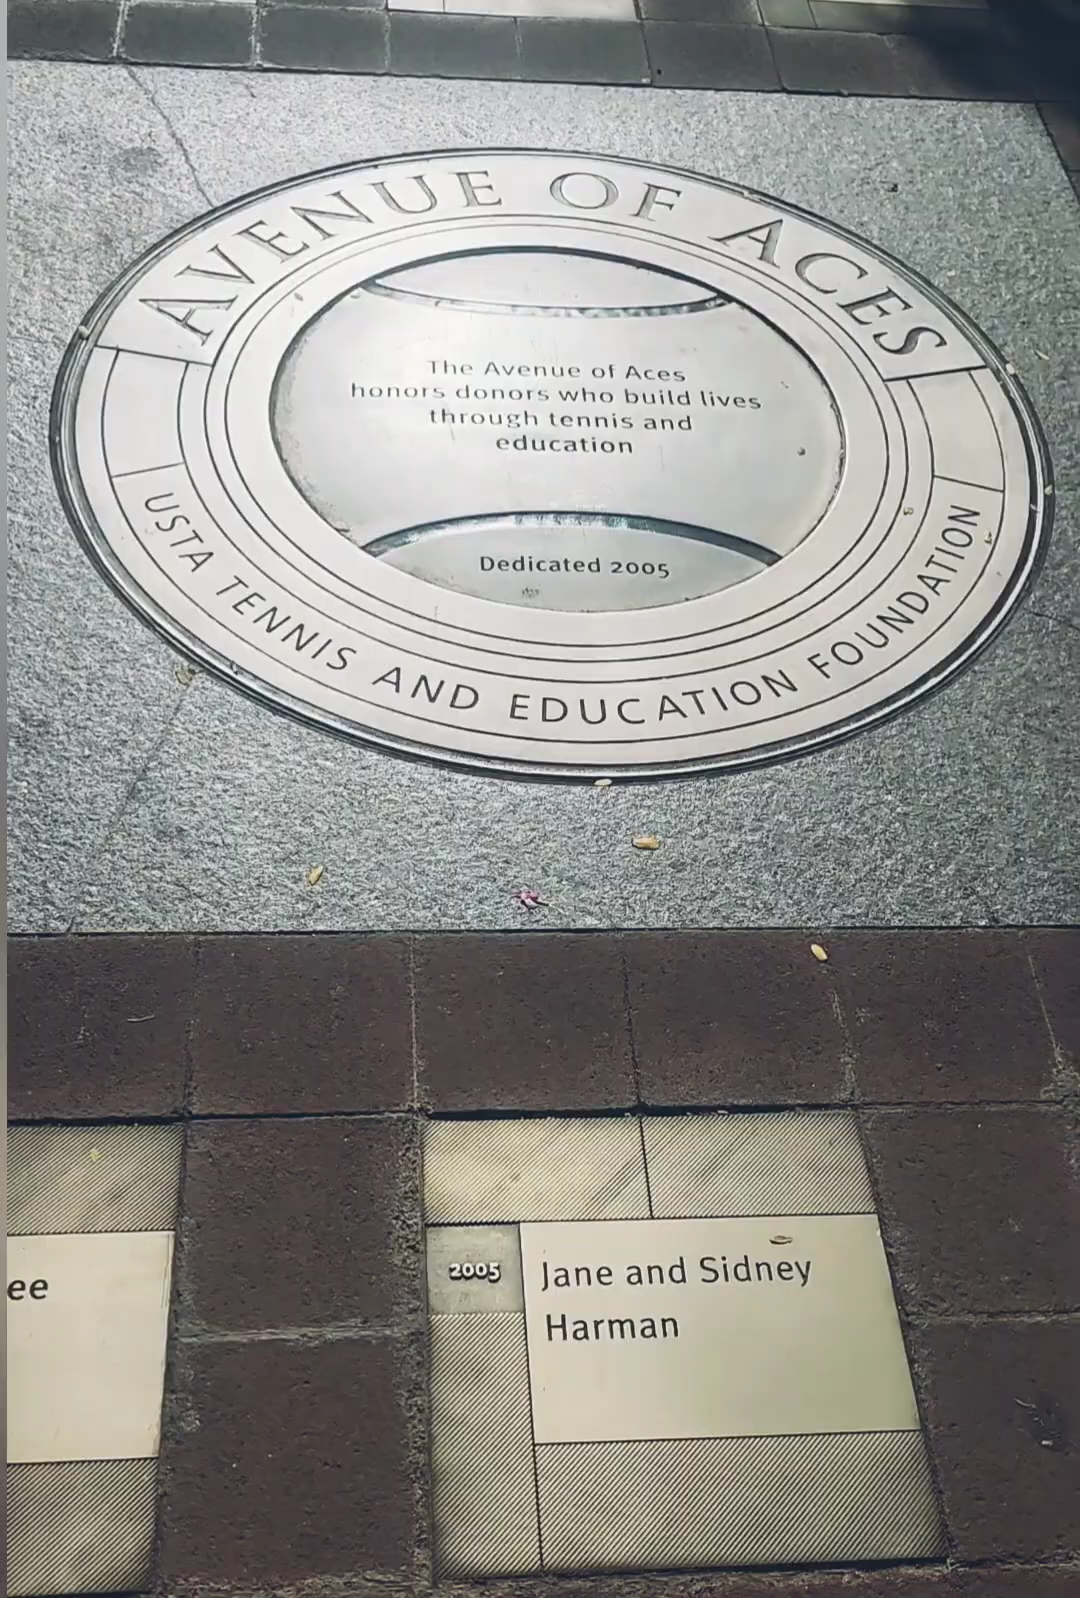 AVENUE OF ACES
The Avenue of Aces
honors donors who build lives
through tennis and
education
Dedicated 2005
USTA TENNIS AND EDUCATION FOUNDATION
ee
2005
Jane and Sidney
Harman